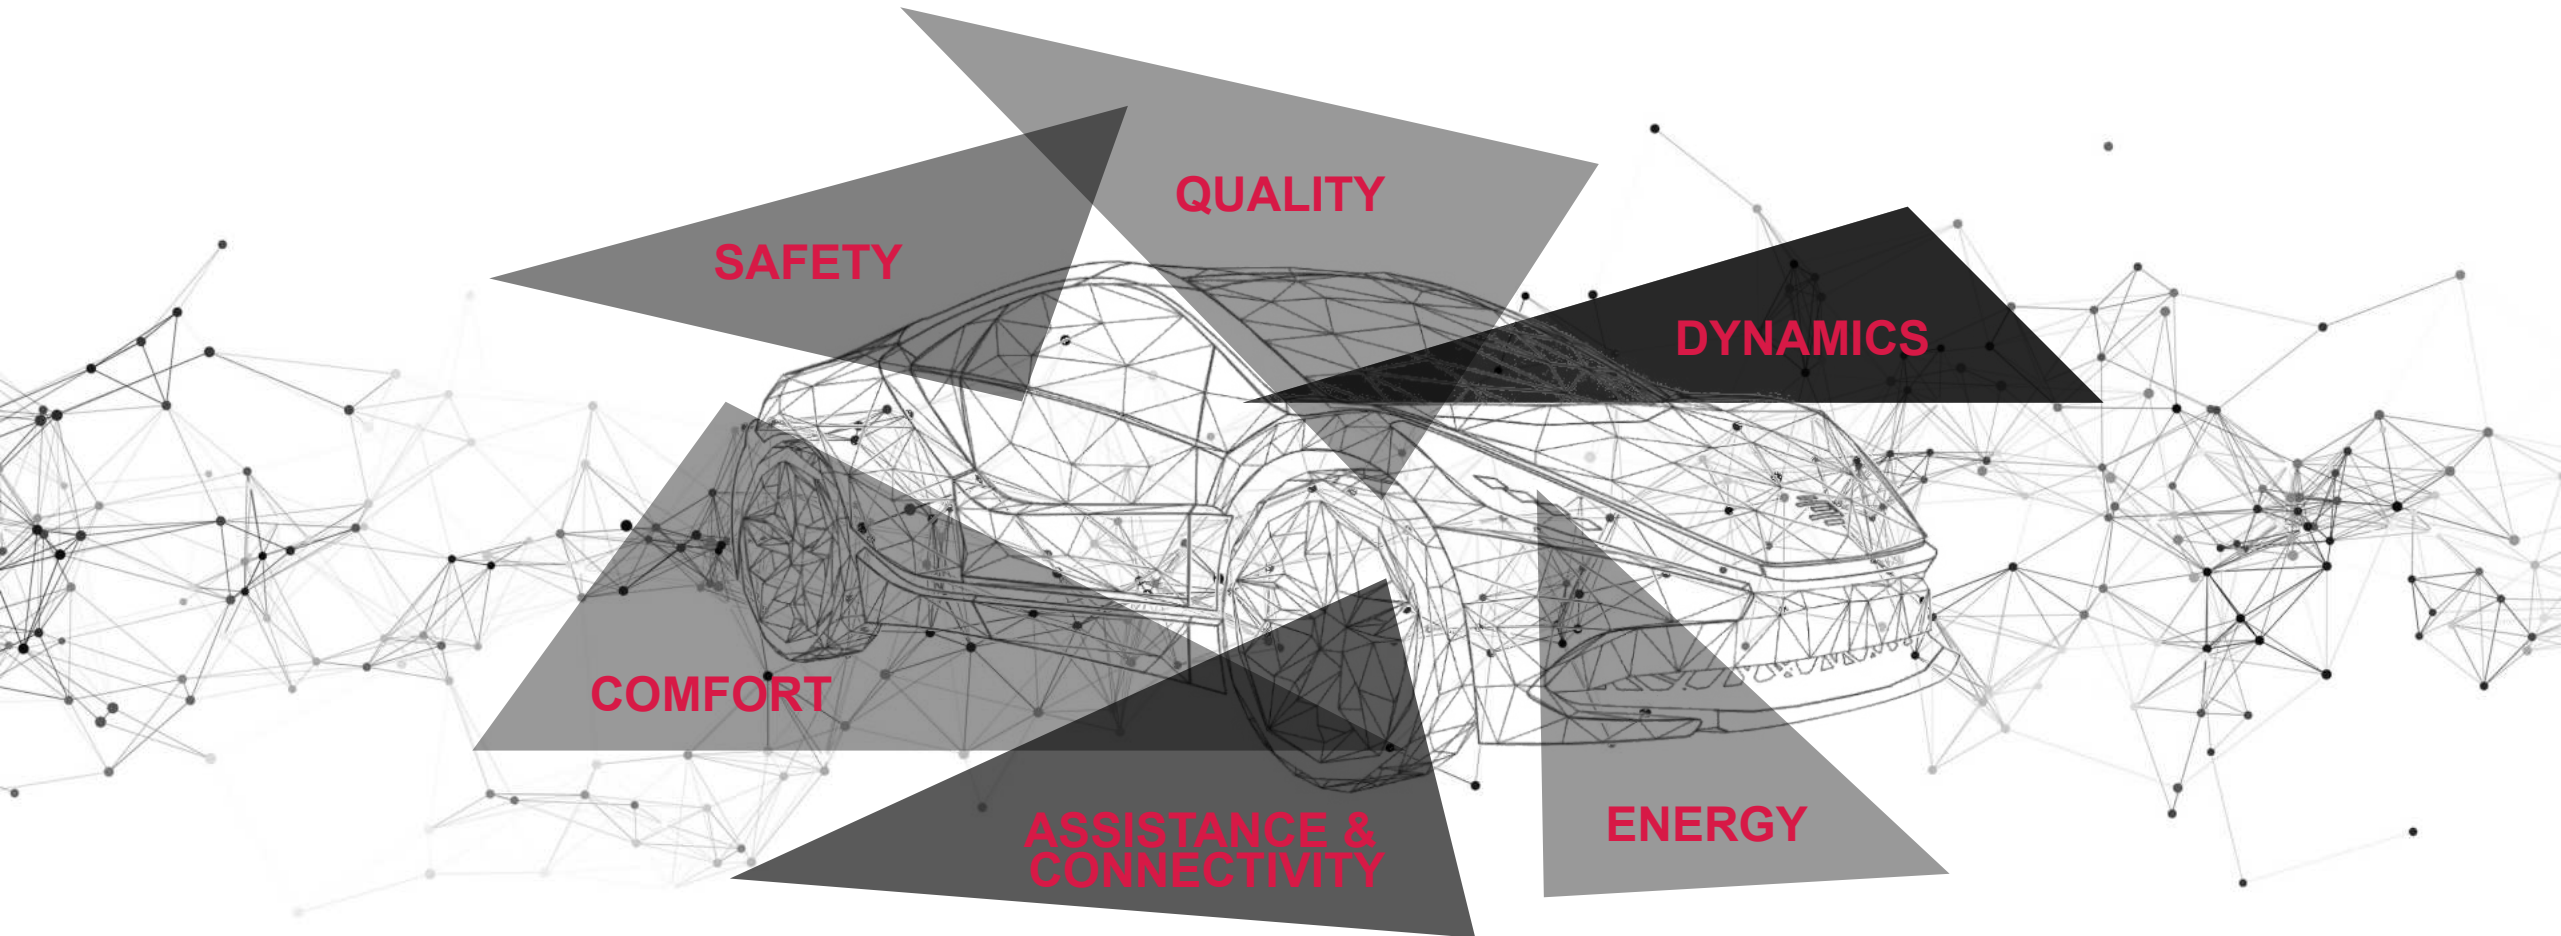 QUALITY
SAFETY
DYNAMICS
COMFORT
ASSISTANCE &
CONNECTIVITY
ENERGY